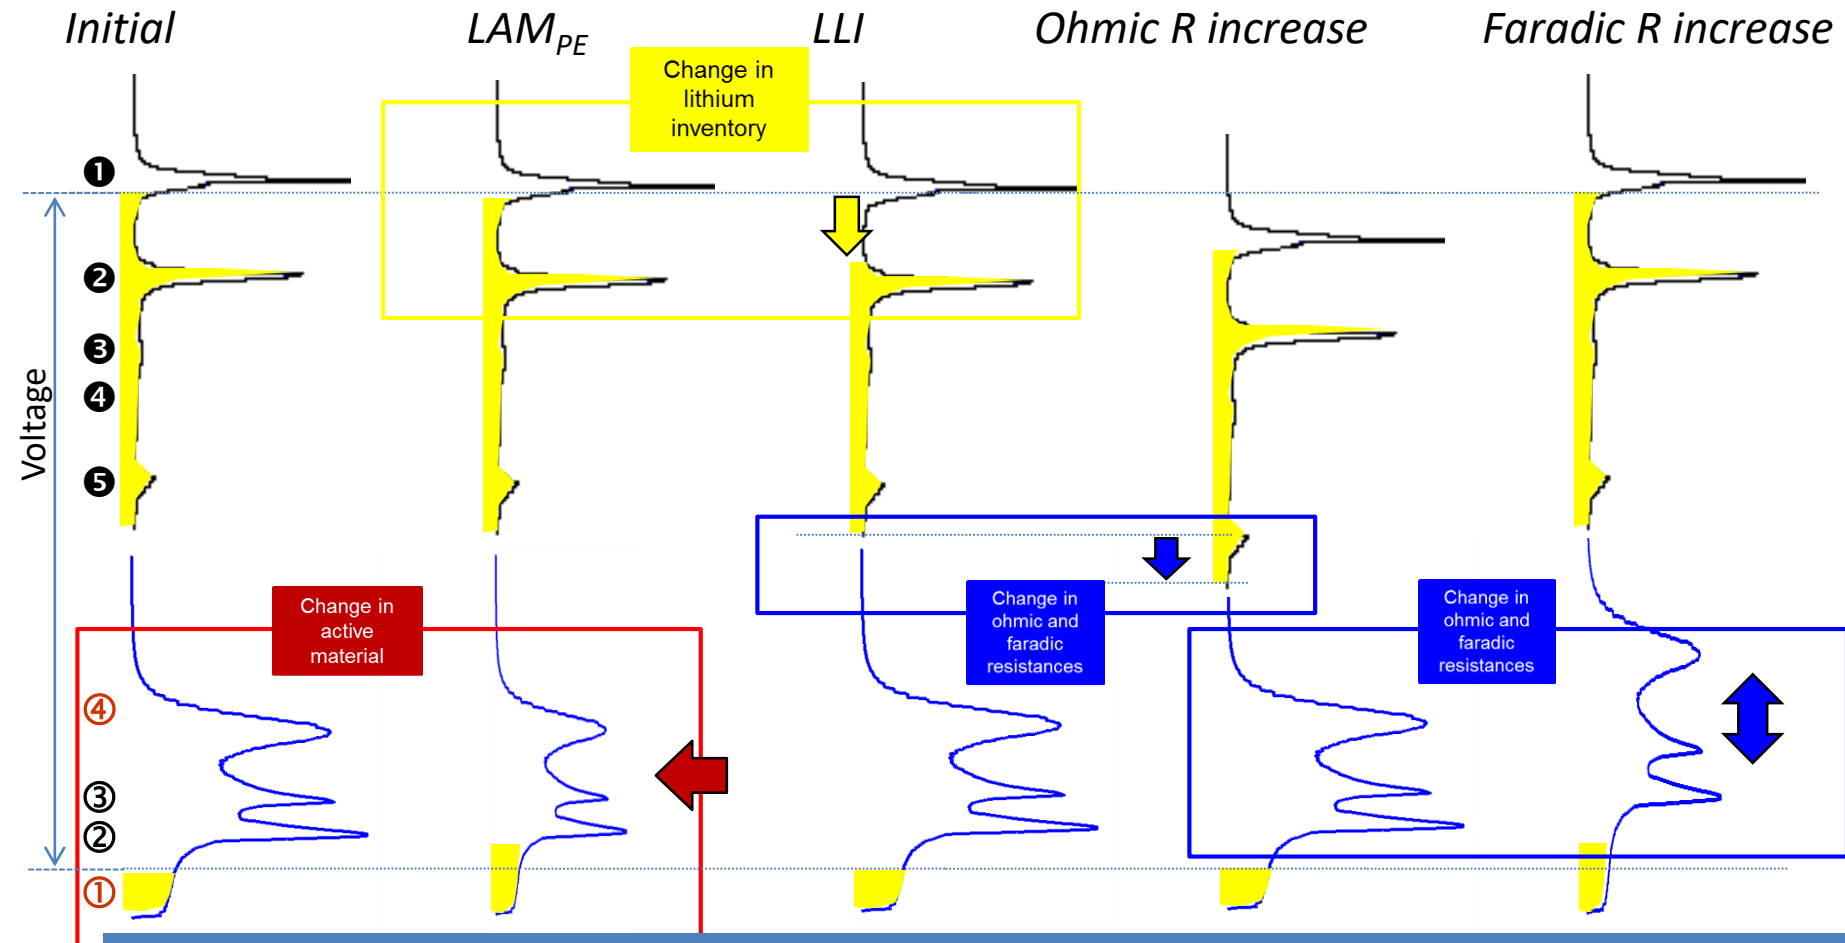 Initial
LAMPE
LLI
Ohmic R increase
Faradic R increase
Change in
lithium
inventory
❶
❷
❸
❹
❺
Voltage
Change in
active
material
Change in
ohmic and
faradic
resistances
Change in
ohmic and
faradic
resistances
④
③
②
①